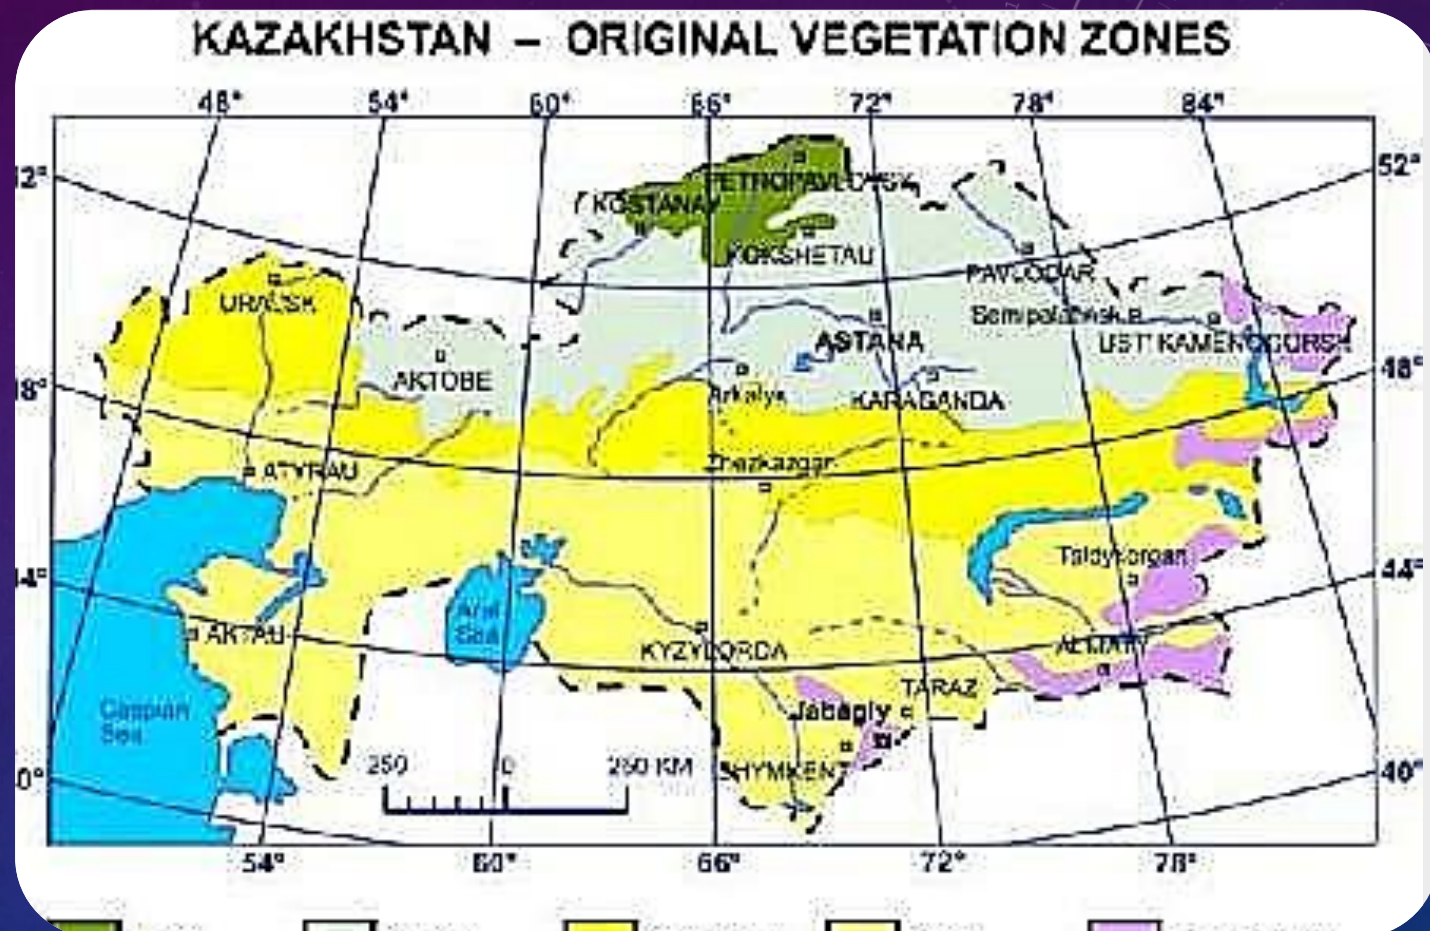 KAZAKHSTAN – ORIGINAL VEGETATION ZONES
48° 54° 60° 66° 72° 78° 84°
52°
PETROPAVLOVSK
KOSTANAY
KOKSHETAU
PAVLODAR
URALSK
Semipalatinsk
ASTANA
UST' KAMENOGORSK
48°
AKTOBE
Arkalyk
KARAGANDA
ATYRAU
Zhezkazgan
Taldykorgan
44°
Aral
Sea
AKTAU
KYZYLORDA
ALMATY
TARAZ
Caspian
Sea
Jabagly
250 0 250 KM
SHYMKENT
40°
54° 60° 66° 72° 78°